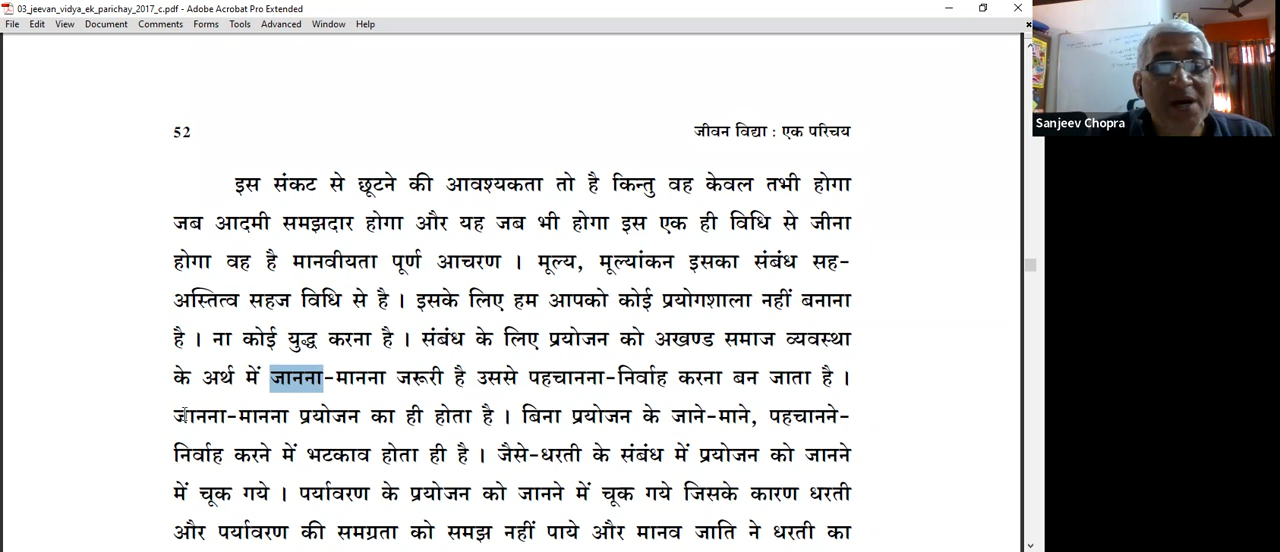 03_jeevan_vidya_ek_parichay_2017_c.pdf - Adobe Acrobat Pro Extended
File Edit View Document Comments Forms Tools Advanced Window Help
52 जीवन विद्या : एक परिचय
इस संकट से छूटने की आवश्यकता तो है किन्तु वह केवल तभी होगा
जब आदमी समझदार होगा और यह जब भी होगा इस एक ही विधि से जीना
होगा वह है मानवीयता पूर्ण आचरण । मूल्य, मूल्यांकन इसका संबंध सह-
अस्तित्व सहज विधि से है । इसके लिए हम आपको कोई प्रयोगशाला नहीं बनाना
है । ना कोई युद्ध करना है । संबंध के लिए प्रयोजन को अखण्ड समाज व्यवस्था
के अर्थ में जानना-मानना जरूरी है उससे पहचानना-निर्वाह करना बन जाता है ।
जानना-मानना प्रयोजन का ही होता है । बिना प्रयोजन के जाने-माने, पहचानने-
निर्वाह करने में भटकाव होता ही है । जैसे-धरती के संबंध में प्रयोजन को जानने
में चूक गये । पर्यावरण के प्रयोजन को जानने में चूक गये जिसके कारण धरती
और पर्यावरण की समग्रता को समझ नहीं पाये और मानव जाति ने धरती का
Sanjeev Chopra